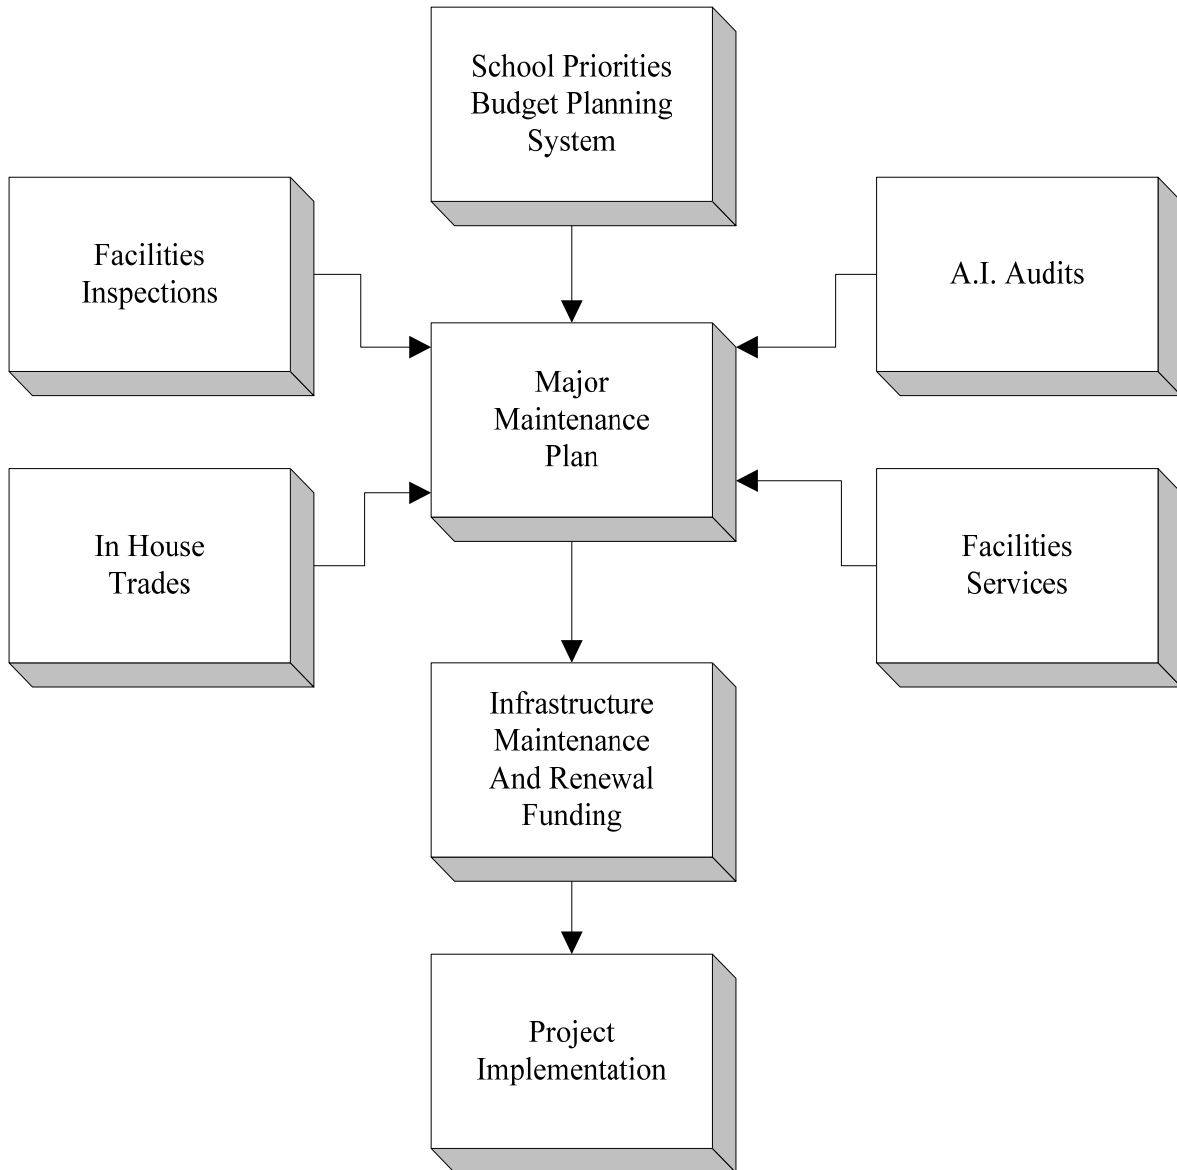 School Priorities
Budget Planning
System
Facilities
Inspections
A.I. Audits
Major
Maintenance
Plan
In House
Trades
Facilities
Services
Infrastructure
Maintenance
And Renewal
Funding
Project
Implementation